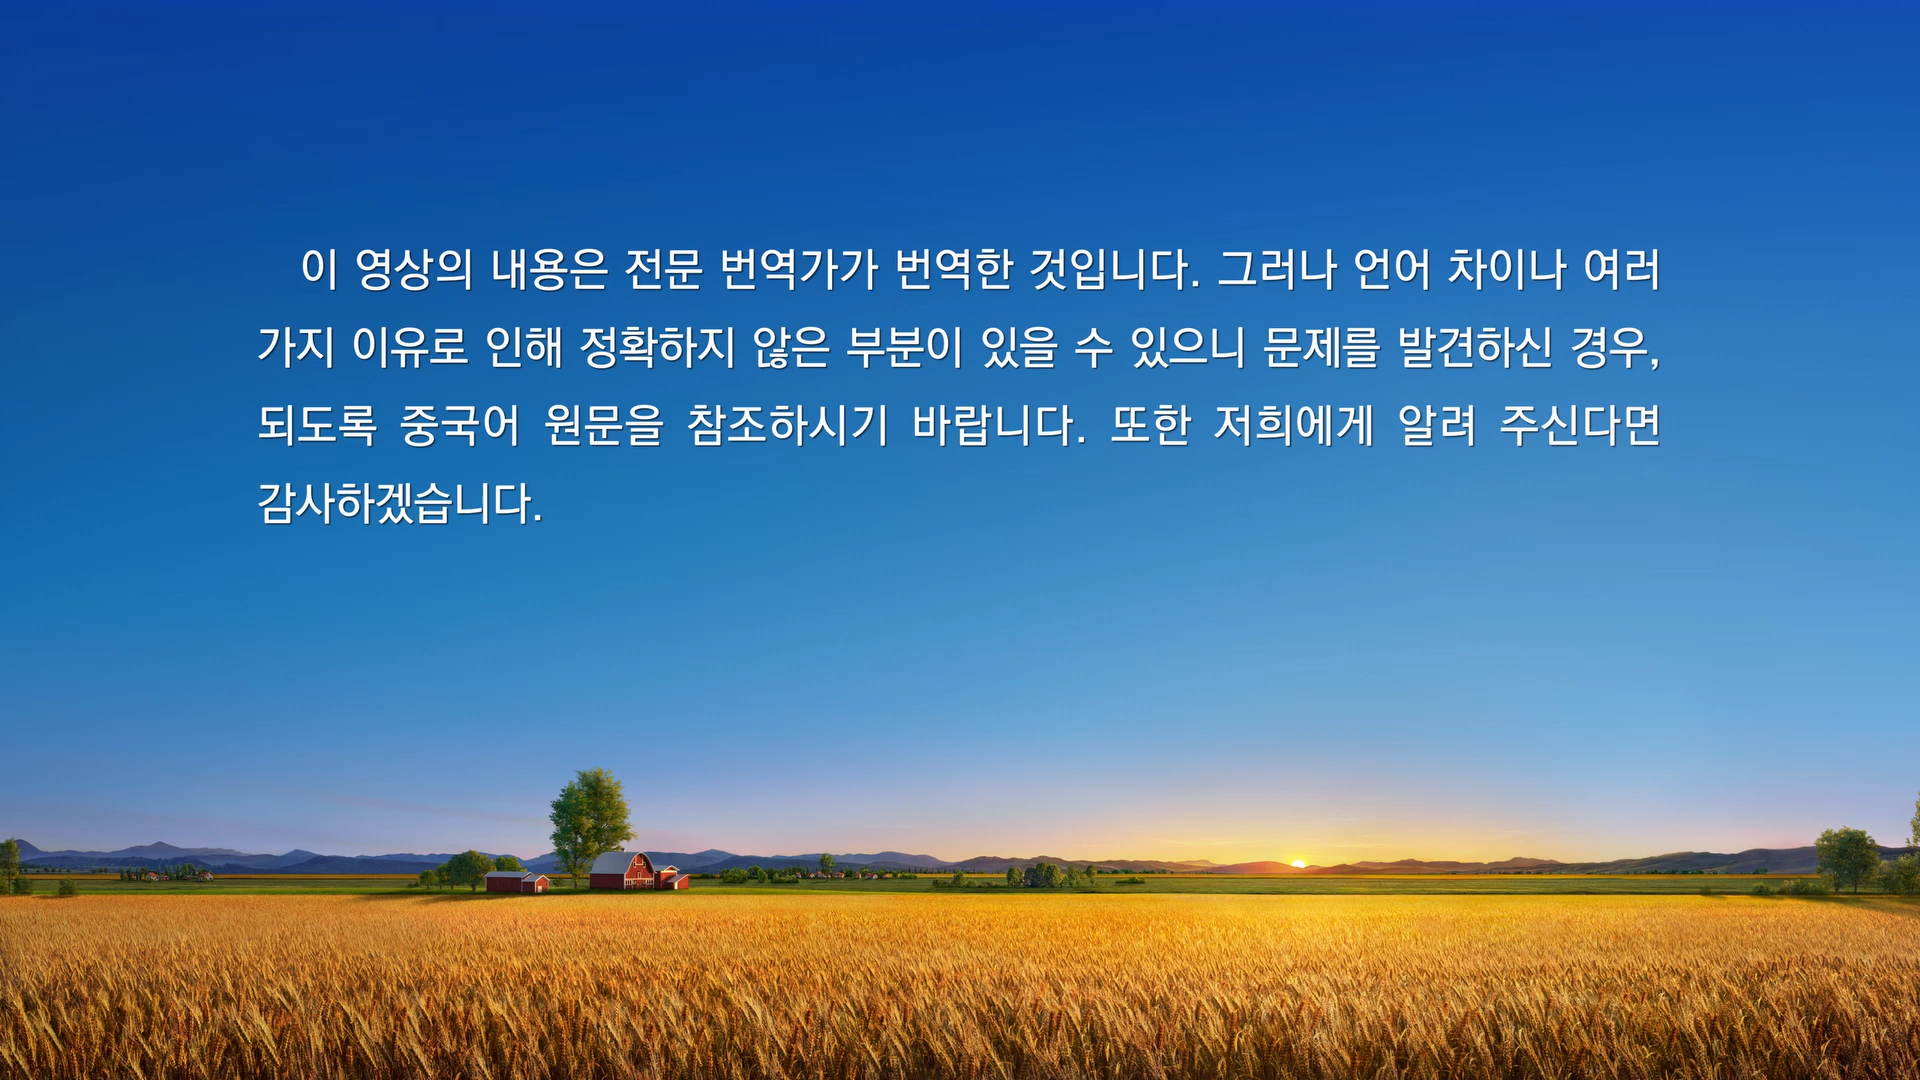 이 영상의 내용은 전문 번역가가 번역한 것입니다. 그러나 언어 차이나 여러
가지 이유로 인해 정확하지 않은 부분이 있을 수 있으니 문제를 발견하신 경우,
되도록 중국어 원문을 참조하시기 바랍니다. 또한 저희에게 알려 주신다면
감사하겠습니다.